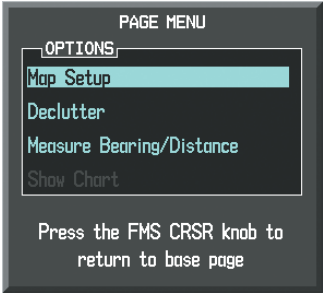 PAGE MENU
OPTIONS
Map Setup
Declutter
Measure Bearing/Distance
Show Chart
Press the FMS CRSR knob to
return to base page